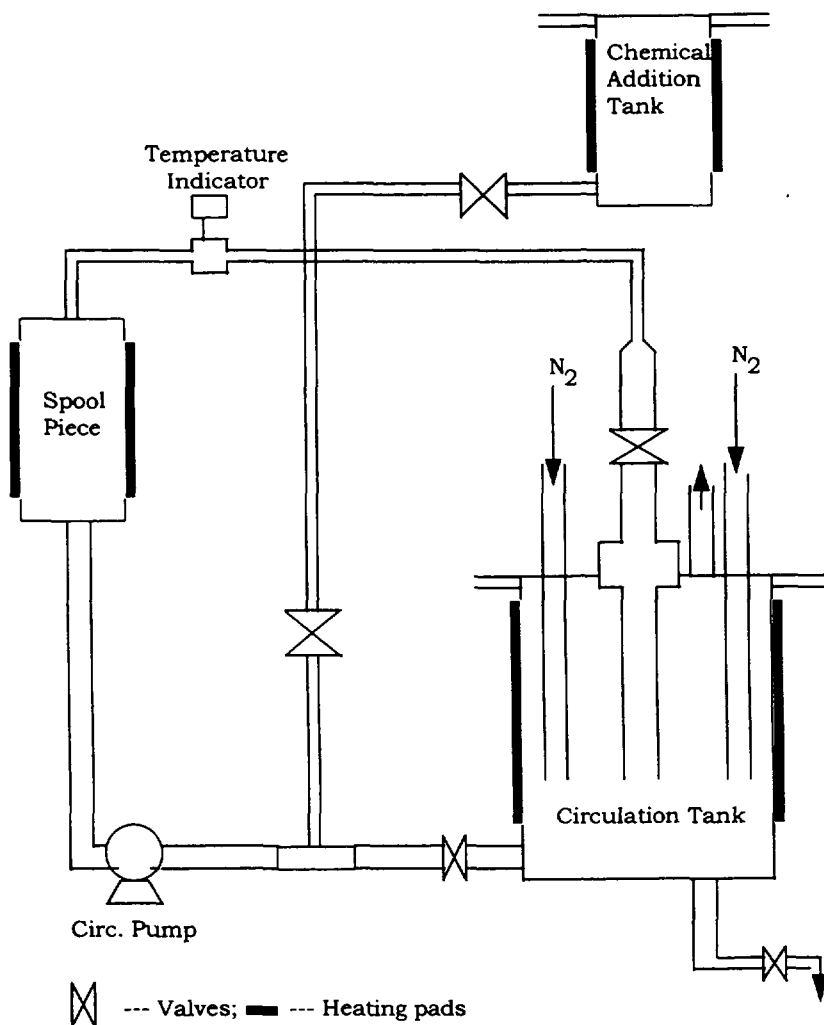 Chemical
Addition
Tank
Temperature
Indicator
N2
N2
Spool
Piece
Circulation Tank
Circ. Pump
--- Valves; --- Heating pads